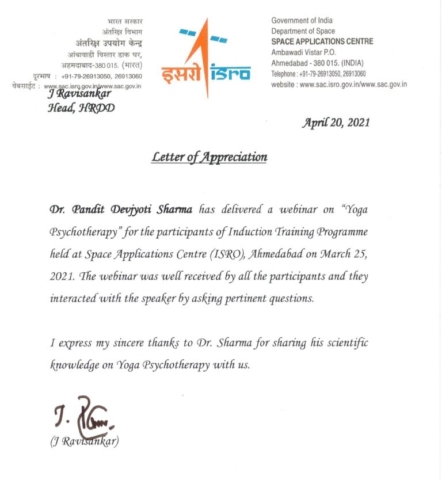 भारत सरकार
अंतरिक्ष विभाग
अंतरिक्ष उपयोग केन्द्र
आंबावाडी विस्तार डाक घर,
अहमदाबाद-380 015. (भारत)
दूरभाष : +91-79-26913050, 26913060
वेबसाईट : www.sac.isro.gov.in/www.sac.gov.in
इसरो isro
Government of India
Department of Space
SPACE APPLICATIONS CENTRE
Ambawadi Vistar P.O.
Ahmedabad - 380 015. (INDIA)
Telephone : +91-79-26913050, 26913060
website : www.sac.isro.gov.in/www.sac.gov.in
J Ravisankar
Head, HRDD
April 20, 2021
Letter of Appreciation
Dr. Pandit Devjyoti Sharma has delivered a webinar on “Yoga
Psychotherapy” for the participants of Induction Training Programme
held at Space Applications Centre (ISRO), Ahmedabad on March 25,
2021. The webinar was well received by all the participants and they
interacted with the speaker by asking pertinent questions.
I express my sincere thanks to Dr. Sharma for sharing his scientific
knowledge on Yoga Psychotherapy with us.
(J Ravisankar)